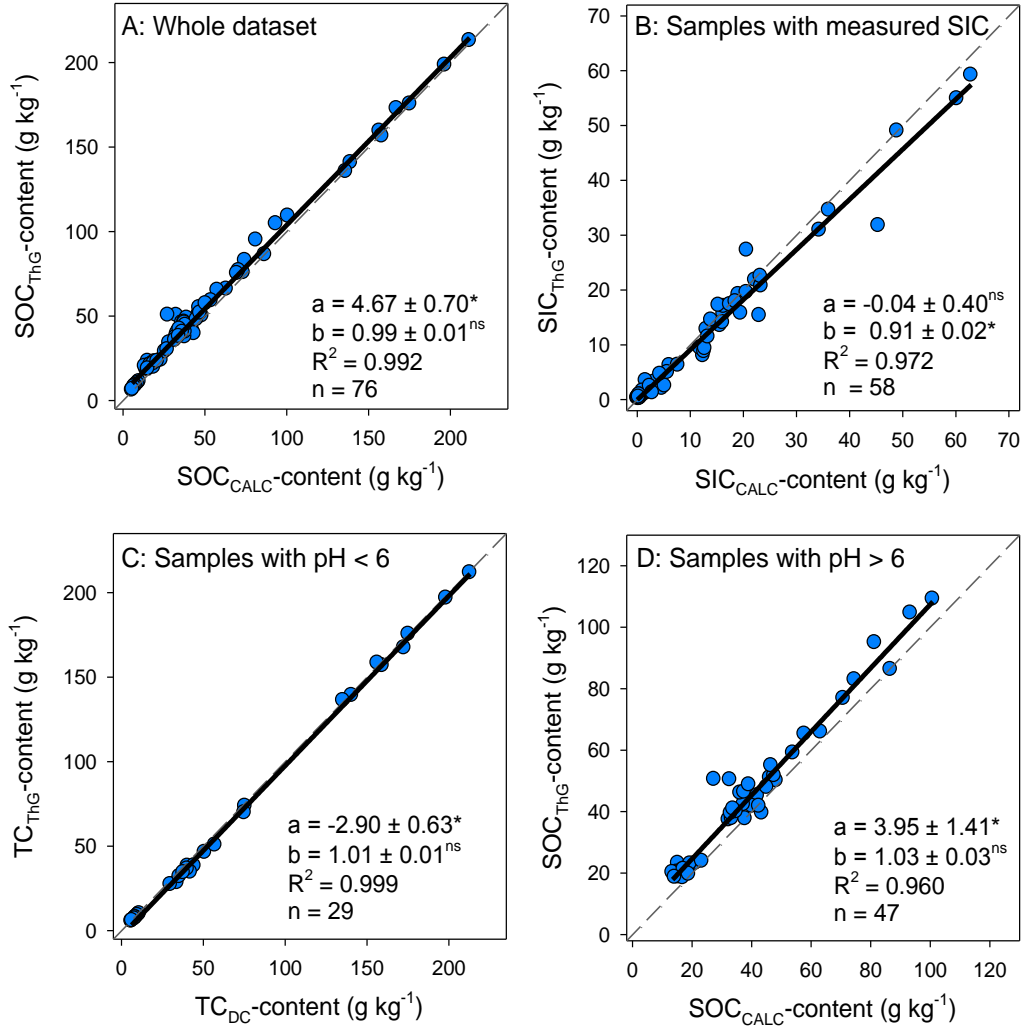 A: Whole dataset
SOC_ThG-content (g kg⁻¹)
200
150
100
50
0
a = 4.67 ± 0.70*
b = 0.99 ± 0.01ⁿˢ
R² = 0.992
n = 76
0 50 100 150 200
SOC_CALC-content (g kg⁻¹)
B: Samples with measured SIC
SIC_ThG-content (g kg⁻¹)
70
60
50
40
30
20
10
0
a = -0.04 ± 0.40ⁿˢ
b = 0.91 ± 0.02*
R² = 0.972
n = 58
0 10 20 30 40 50 60 70
SIC_CALC-content (g kg⁻¹)
C: Samples with pH < 6
TC_ThG-content (g kg⁻¹)
200
150
100
50
0
a = -2.90 ± 0.63*
b = 1.01 ± 0.01ⁿˢ
R² = 0.999
n = 29
0 50 100 150 200
TC_DC-content (g kg⁻¹)
D: Samples with pH > 6
SOC_ThG-content (g kg⁻¹)
120
100
80
60
40
20
0
a = 3.95 ± 1.41*
b = 1.03 ± 0.03ⁿˢ
R² = 0.960
n = 47
0 20 40 60 80 100 120
SOC_CALC-content (g kg⁻¹)